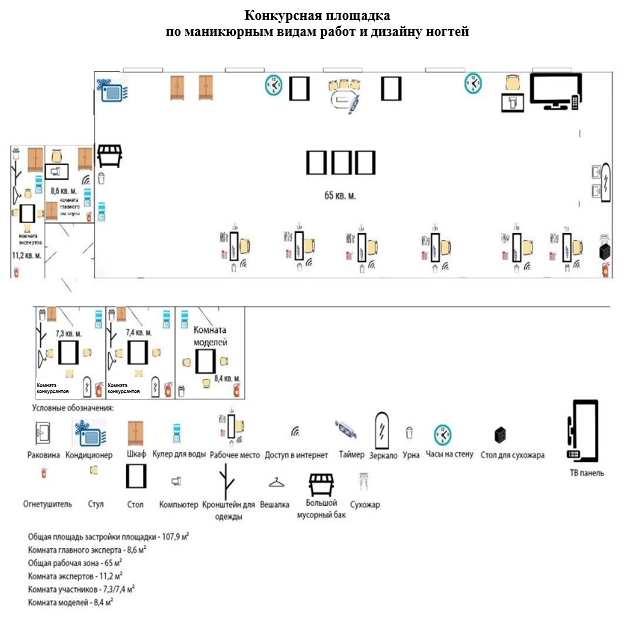 Конкурсная площадка
по маникюрным видам работ и дизайну ногтей
65 кв. м.
8,6 кв. м.
комната
главного
эксперта
комната
экспертов
11,2 кв. м.
7,3 кв. м.
Комната
конкурсантов
7,4 кв. м.
Комната
конкурсантов
Комната
моделей
8,4 кв. м.
Условные обозначения:
Раковина Кондиционер Шкаф Кулер для воды Рабочее место Доступ в интернет Таймер Зеркало Урна Часы на стену Стол для сухожара
ТВ панель
Огнетушитель Стул Стол Компьютер Кронштейн для одежды Вешалка Большой мусорный бак Сухожар
Общая площадь застройки площадки - 107,9 м²
Комната главного эксперта - 8,6 м²
Общая рабочая зона - 65 м²
Комната экспертов - 11,2 м²
Комната участников - 7,3/7,4 м²
Комната моделей - 8,4 м²